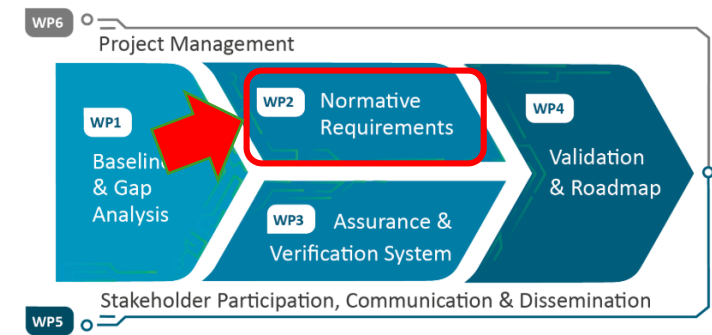 WP6
Project Management
WP1
Baseline
& Gap
Analysis
WP2
Normative
Requirements
WP3
Assurance &
Verification System
WP4
Validation
& Roadmap
Stakeholder Participation, Communication & Dissemination
WP5